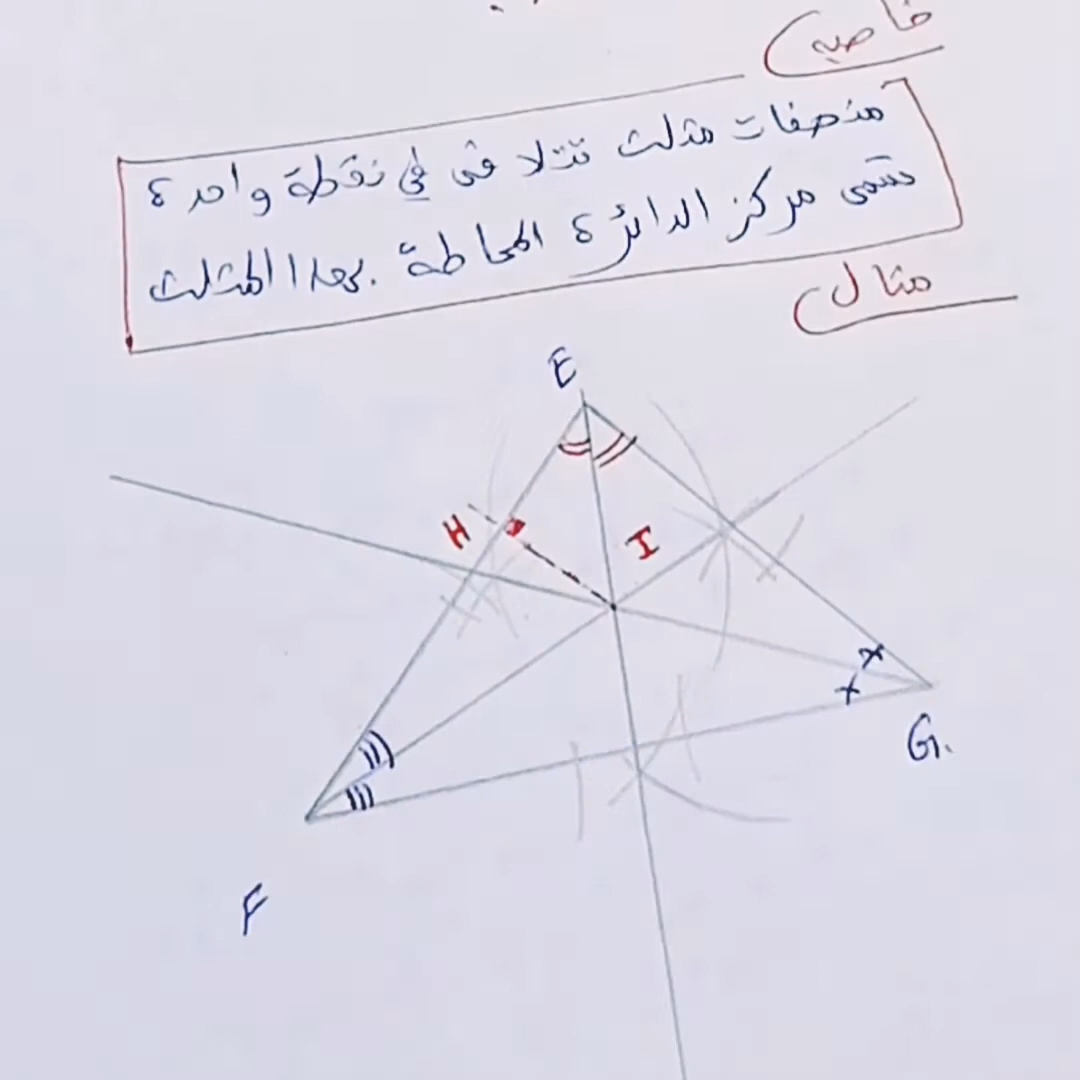 خاصية
منصفات مثلث تتلاقى في نقطة واحدة
تسمى مركز الدائرة المحاطة بهذا المثلث
مثال
E
H
I
G
F